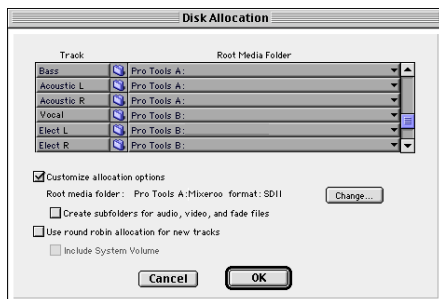 Disk Allocation
Track Root Media Folder
Bass Pro Tools A:
Acoustic L Pro Tools A:
Acoustic R Pro Tools A:
Vocal Pro Tools B:
Elect L Pro Tools B:
Elect R Pro Tools B:
Customize allocation options
Root media folder: Pro Tools A:Mixeroo format: SDII Change...
Create subfolders for audio, video, and fade files
Use round robin allocation for new tracks
Include System Volume
Cancel OK